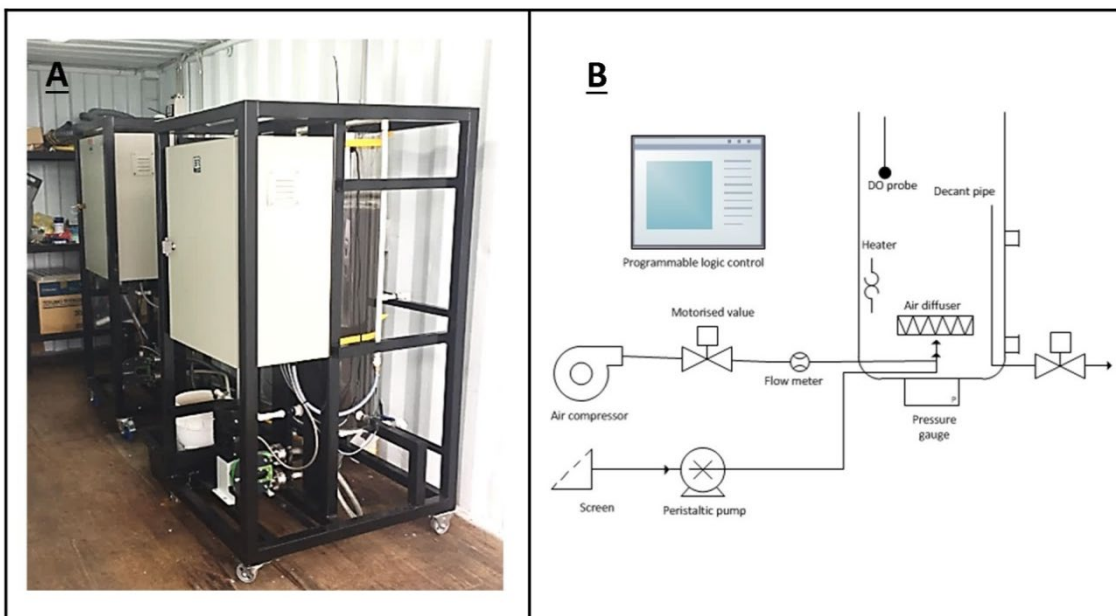 A
B
DO probe
Decant pipe
Heater
Programmable logic control
Air diffuser
Motorised value
Flow meter
Air compressor
P
Pressure
gauge
Screen
Peristaltic pump